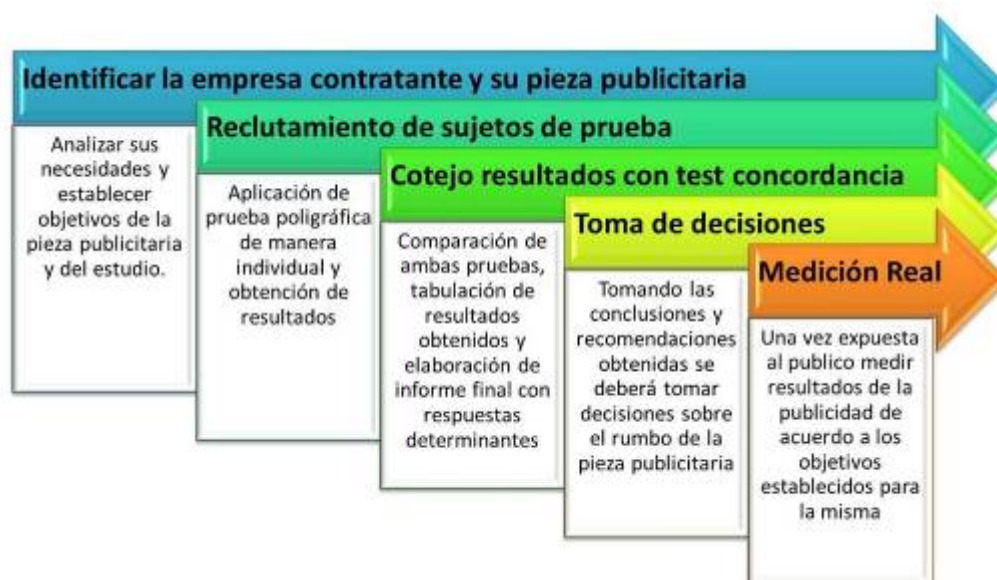 Identificar la empresa contratante y su pieza publicitaria
Analizar sus
necesidades y
establecer
objetivos de la
pieza publicitaria
y del estudio.
Reclutamiento de sujetos de prueba
Aplicación de
prueba poligráfica
de manera
individual y
obtención de
resultados
Cotejo resultados con test concordancia
Comparación de
ambas pruebas,
tabulación de
resultados
obtenidos y
elaboración de
informe final con
respuestas
determinantes
Toma de decisiones
Tomando las
conclusiones y
recomendaciones
obtenidas se
deberá tomar
decisiones sobre
el rumbo de la
pieza publicitaria
Medición Real
Una vez expuesta
al publico medir
resultados de la
publicidad de
acuerdo a los
objetivos
establecidos para
la misma